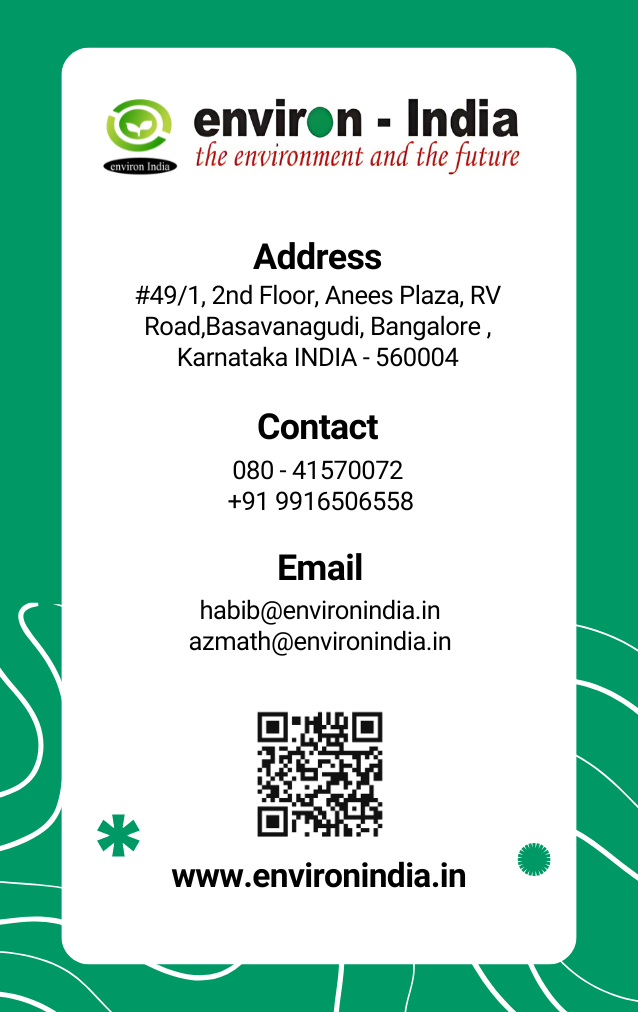 environ - India
the environment and the future
environ India
Address
#49/1, 2nd Floor, Anees Plaza, RV
Road,Basavanagudi, Bangalore ,
Karnataka INDIA - 560004
Contact
080 - 41570072
+91 9916506558
Email
habib@environindia.in
azmath@environindia.in
www.environindia.in